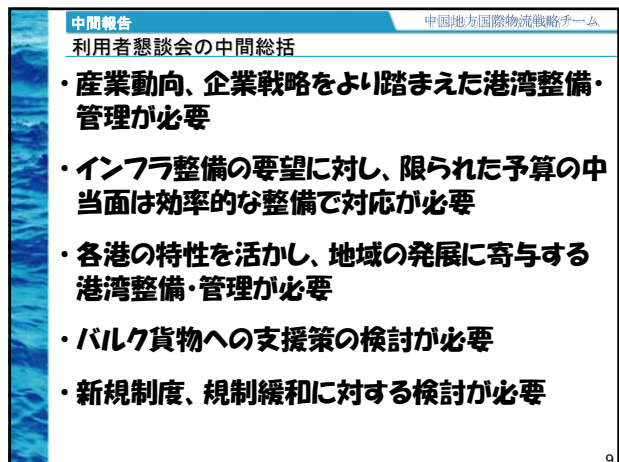 中間報告
中国地方国際物流戦略チーム
利用者懇談会の中間総括
・産業動向、企業戦略をより踏まえた港湾整備・
管理が必要
・インフラ整備の要望に対し、限られた予算の中
当面は効率的な整備で対応が必要
・各港の特性を活かし、地域の発展に寄与する
港湾整備・管理が必要
・バルク貨物への支援策の検討が必要
・新規制度、規制緩和に対する検討が必要
9